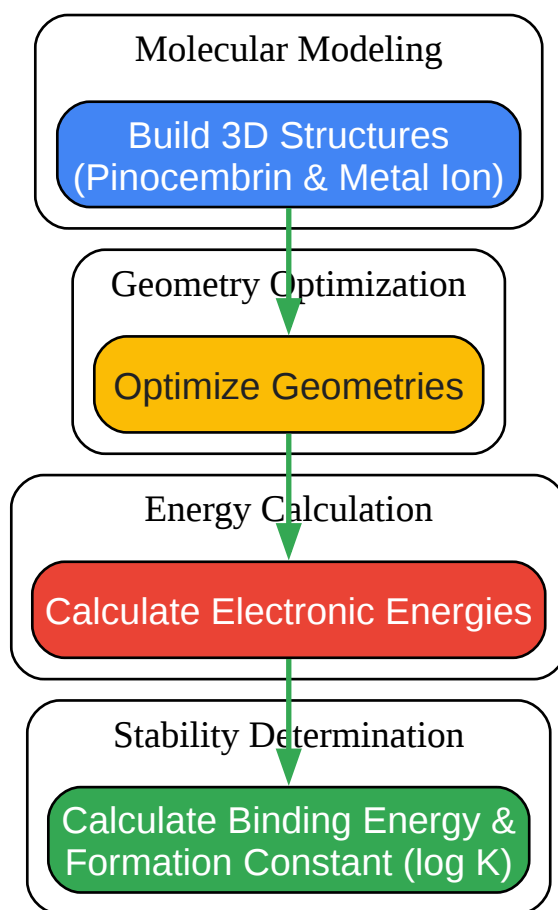 Molecular Modeling
Build 3D Structures
(Pinocembrin & Metal Ion)
Geometry Optimization
Optimize Geometries
Energy Calculation
Calculate Electronic Energies
Stability Determination
Calculate Binding Energy &
Formation Constant (log K)